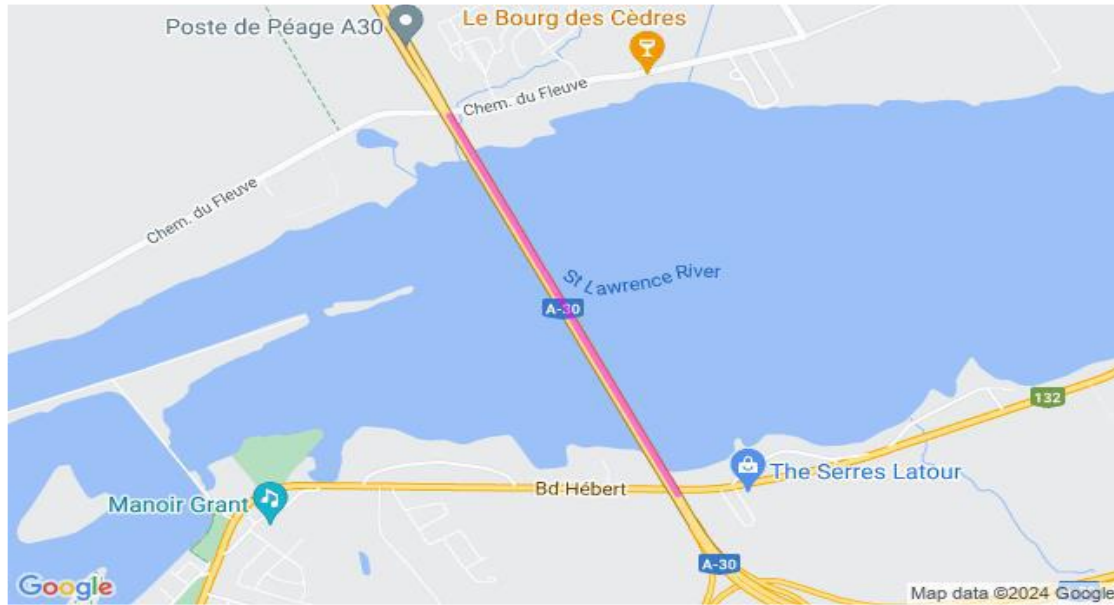 Poste de Péage A30
Le Bourg des Cèdres
Chem. du Fleuve
Chem. du Fleuve
St Lawrence River
A-30
132
The Serres Latour
Bd Hébert
Manoir Grant
A-30
Google
Map data ©2024 Google